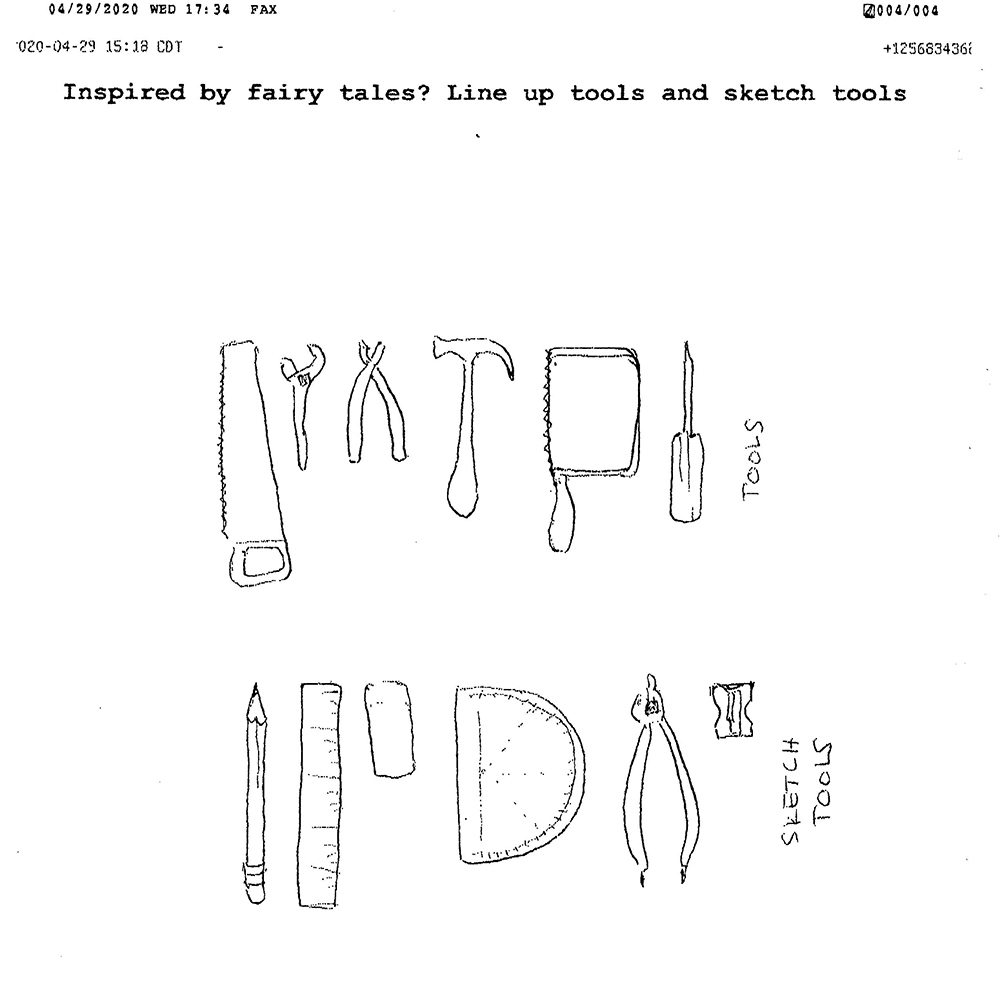 04/29/2020 WED 17:34 FAX
004/004
020-04-29 15:18 CDT -
+1256834368
Inspired by fairy tales? Line up tools and sketch tools
TOOLS
SKETCH
TOOLS